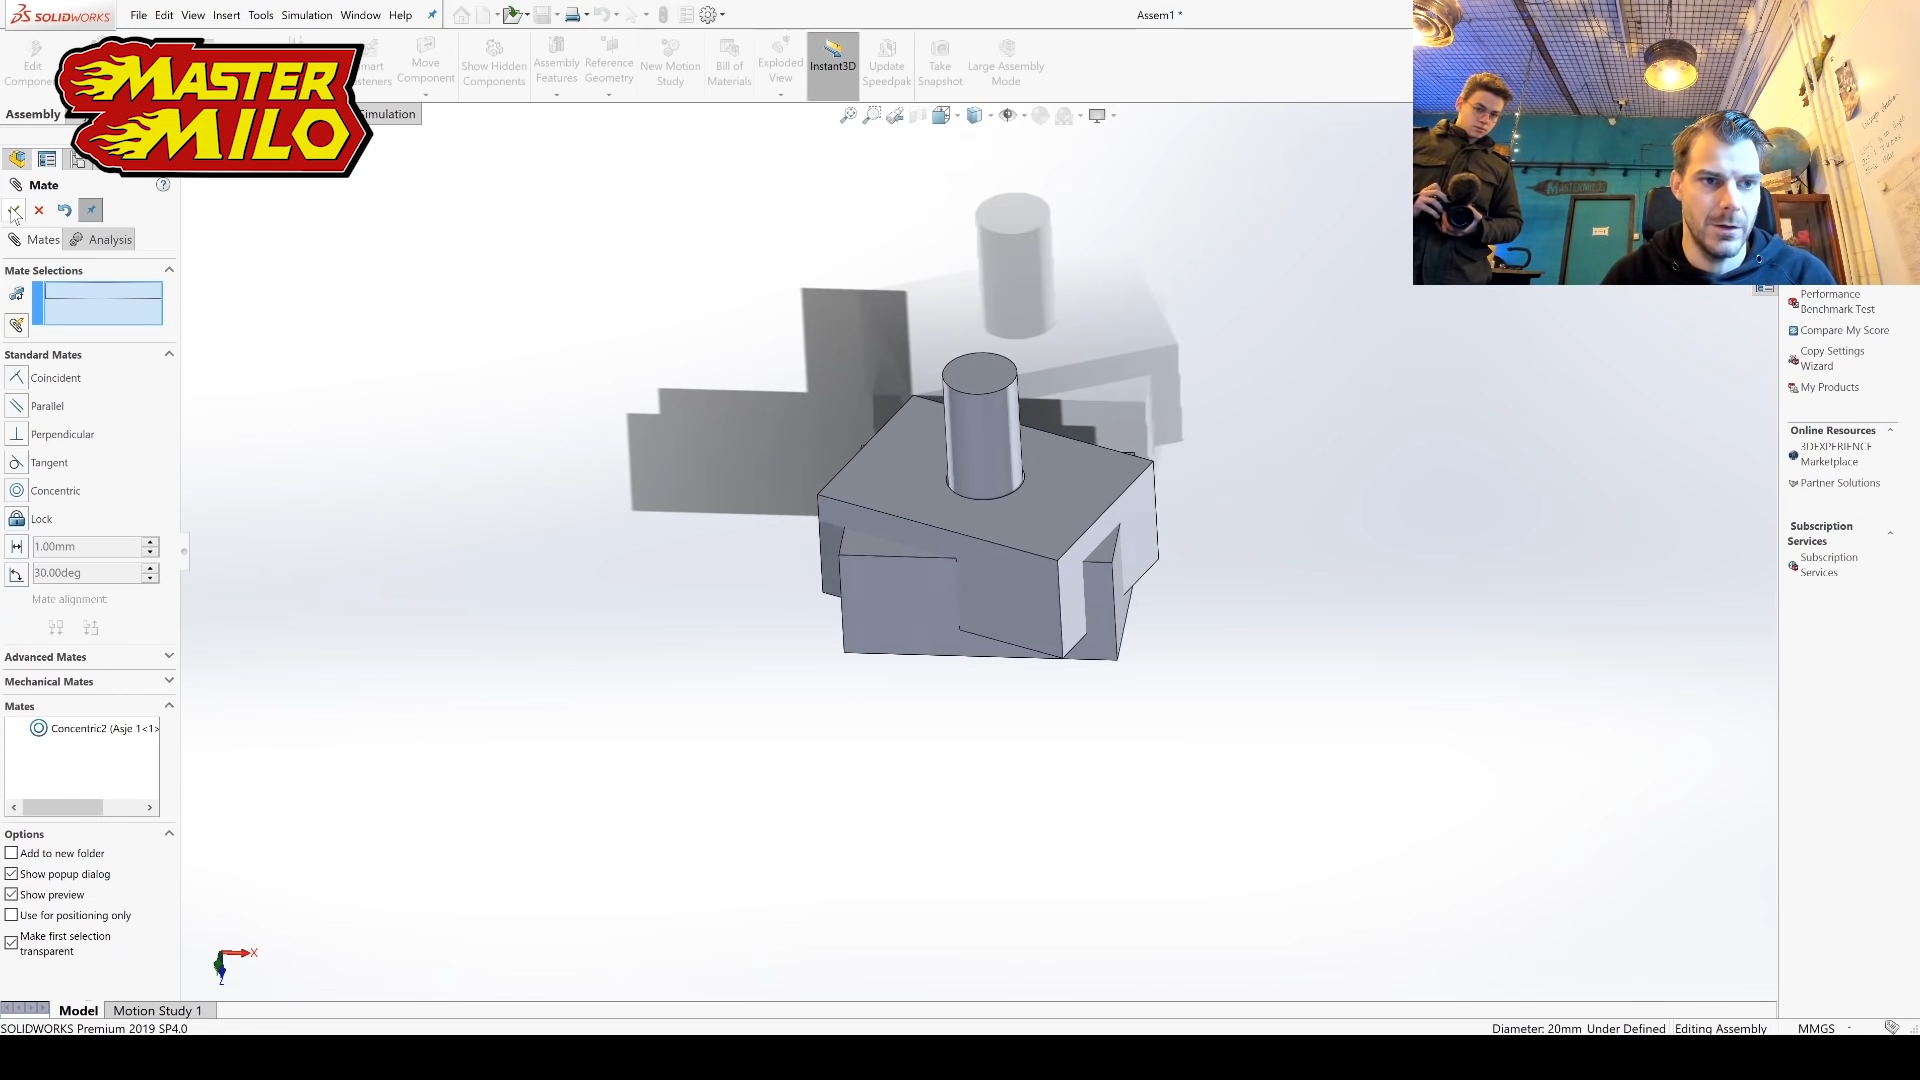 SOLIDWORKS
File Edit View Insert Tools Simulation Window Help
Assem1 *
Edit
Move
Component
Show Hidden
Components
Assembly
Features
Reference
Geometry
New Motion
Study
Bill of
Materials
Exploded
View
Instant3D
Update
Speedpak
Take
Snapshot
Large Assembly
Mode
MASTER
MILO
Assembly
Mate
Mates
Analysis
Mate Selections
Standard Mates
Coincident
Parallel
Perpendicular
Tangent
Concentric
Lock
1.00mm
30.00deg
Mate alignment:
Advanced Mates
Mechanical Mates
Mates
Concentric2 (Asje 1<1>
Options
Add to new folder
Show popup dialog
Show preview
Use for positioning only
Make first selection
transparent
X
Z
MASTERMILO
Performance
Benchmark Test
Compare My Score
Copy Settings
Wizard
My Products
Online Resources
3DEXPERIENCE
Marketplace
Partner Solutions
Subscription
Services
Subscription
Services
Model
Motion Study 1
SOLIDWORKS Premium 2019 SP4.0
Diameter: 20mm Under Defined
Editing Assembly
MMGS